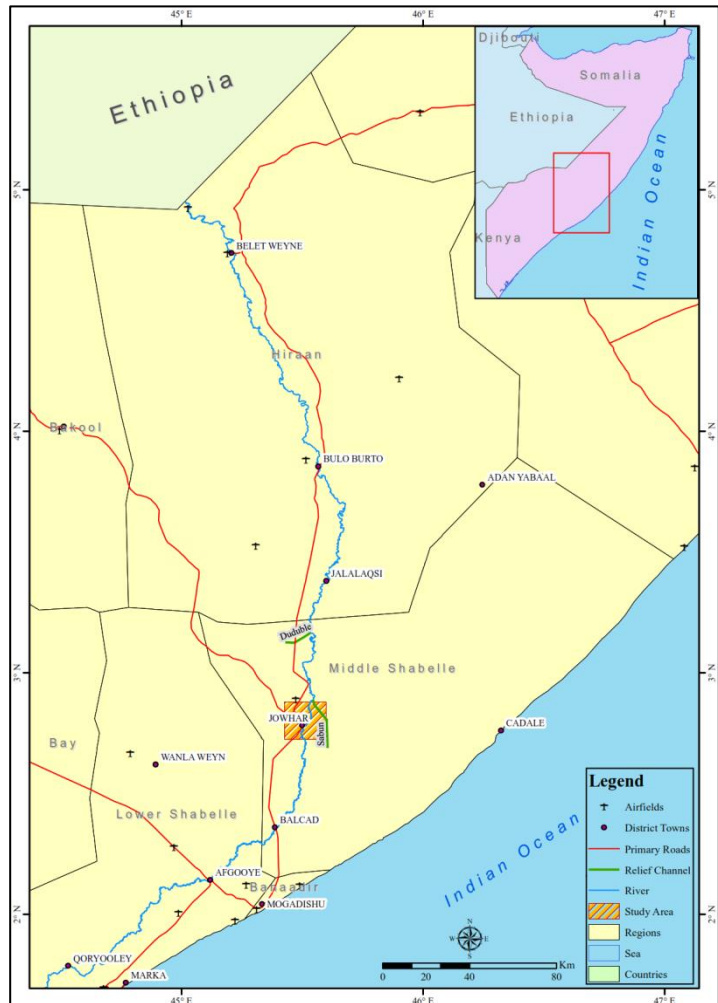 45° E
46° E
47° E
Djibouti
Somalia
Ethiopia
Kenya
Indian Ocean
Ethiopia
5° N
5° N
BELET WEYNE
Hiraan
4° N
4° N
Bakool
BULO BURTO
ADAN YABAAL
JALALAQSI
Duduble
3° N
3° N
Middle Shabelle
JOWHAR
Sabun
CADALE
Bay
WANLA WEYN
Lower Shabelle
BALCAD
AFGOOYE
Banaadir
MOGADISHU
Indian Ocean
2° N
2° N
QORYOOLEY
MARKA
Legend
Airfields
District Towns
Primary Roads
Relief Channel
River
Study Area
Regions
Sea
Countries
N
W
E
S
0 20 40 80
Km
45° E
46° E
47° E